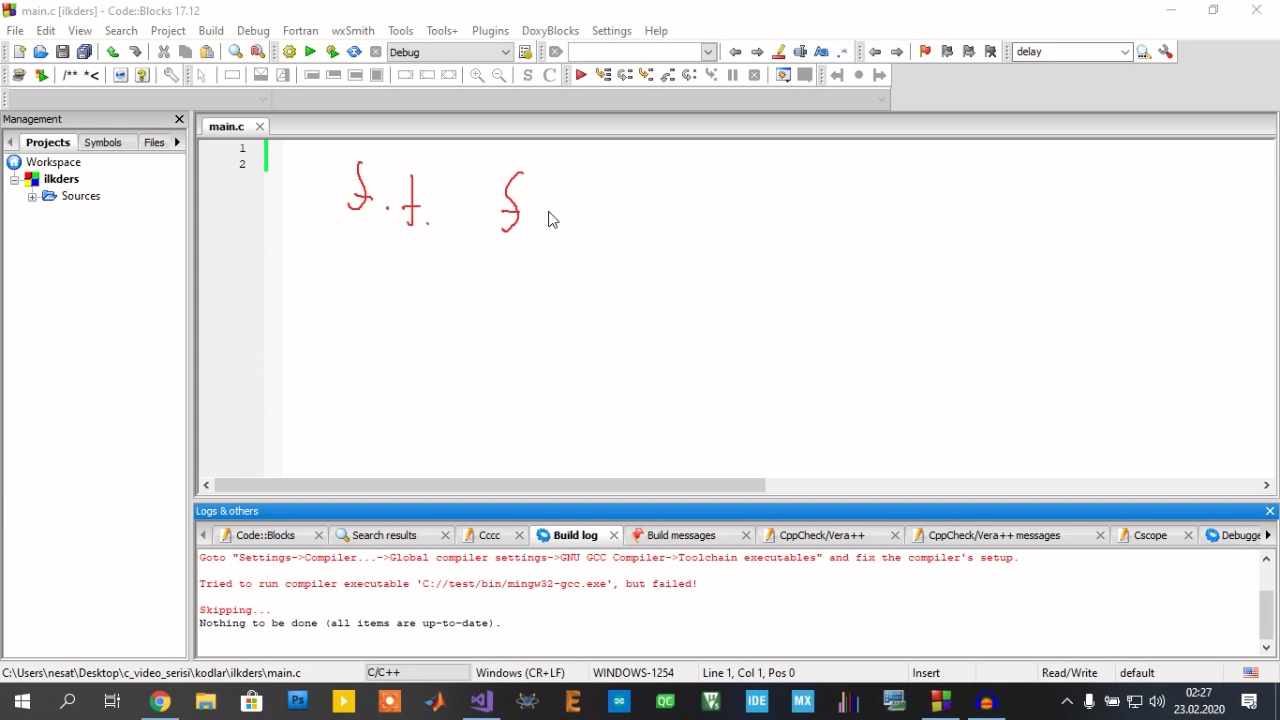 main.c [ilkders] - Code::Blocks 17.12
File Edit View Search Project Build Debug Fortran wxSmith Tools Tools+ Plugins DoxyBlocks Settings Help
Debug
delay
/** *<
S C
Management
Projects Symbols Files
Workspace
ilkders
Sources
main.c
1
2
f.f. f
Logs & others
Code::Blocks Search results Cccc Build log Build messages CppCheck/Vera++ CppCheck/Vera++ messages Cscope Debugge
Goto "Settings->Compiler...->Global compiler settings->GNU GCC Compiler->Toolchain executables" and fix the compiler's setup.
Tried to run compiler executable 'C://test/bin/mingw32-gcc.exe', but failed!
Skipping...
Nothing to be done (all items are up-to-date).
C:\Users\nesat\Desktop\c_video_serisi\kodlar\ilkders\main.c C/C++ Windows (CR+LF) WINDOWS-1254 Line 1, Col 1, Pos 0 Insert Read/Write default
Ps QC IDE MX
02:27
23.02.2020